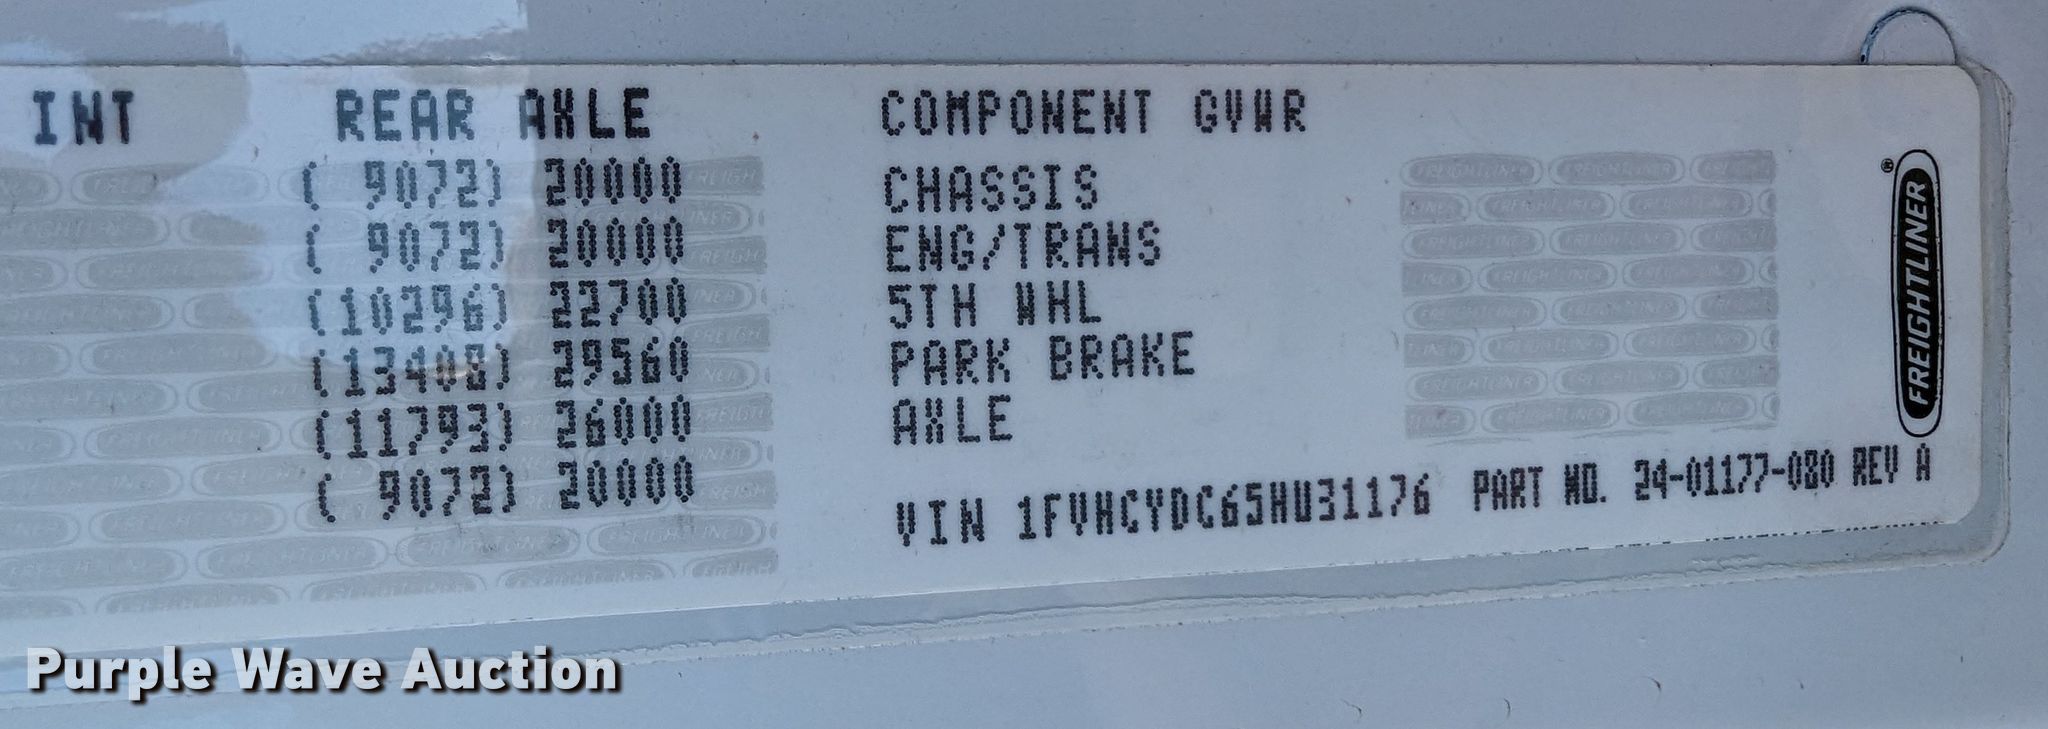 INT REAR AXLE COMPONENT GVWR
( 9072) 20000 CHASSIS
( 9072) 20000 ENG/TRANS
(10296) 22700 5TH WHL
(13408) 29560 PARK BRAKE
(11793) 26000 AXLE
( 9072) 20000
VIN 1FVHCYDC65HU31176 PART NO. 24-01177-080 REV A
FREIGHTLINER ®
Purple Wave Auction